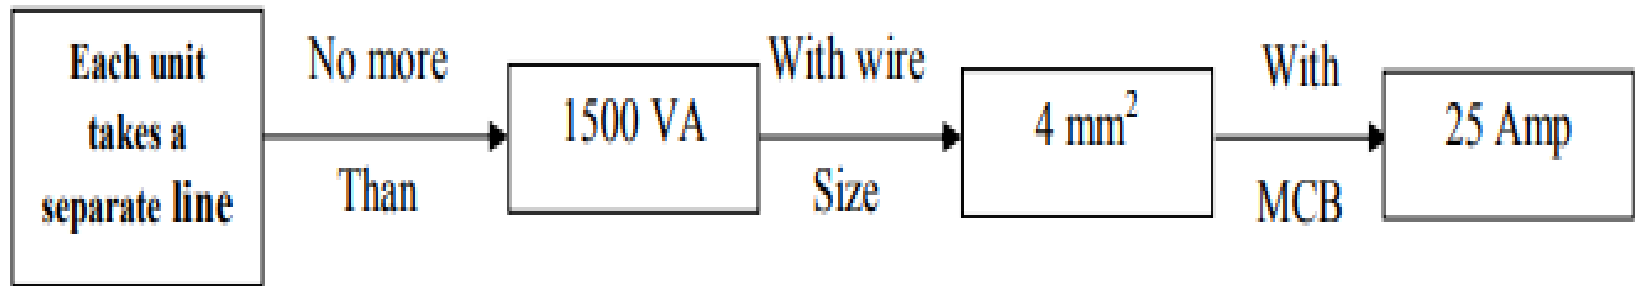 Each unit
takes a
separate line
No more
Than
1500 VA
With wire
Size
4 mm²
With
MCB
25 Amp